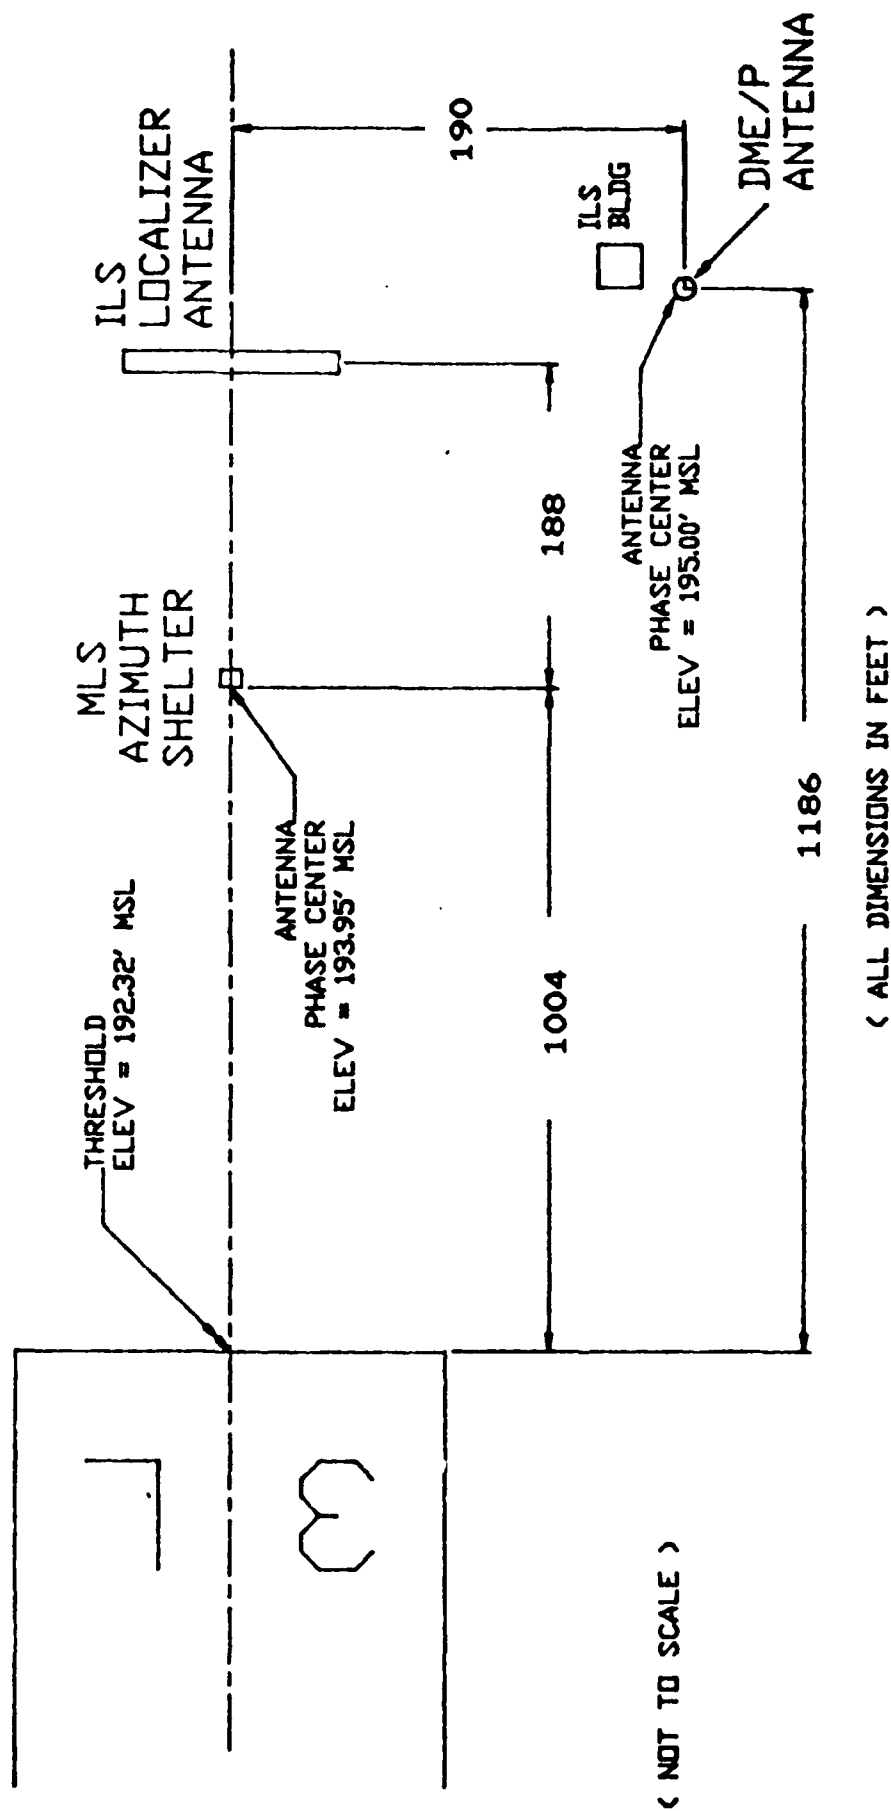 ILS
LOCALIZER
ANTENNA
MLS
AZIMUTH
SHELTER
THRESHOLD
ELEV = 192.32' MSL
ANTENNA
PHASE CENTER
ELEV = 193.95' MSL
3 L
190
188
1004
ILS
BLDG
DME/P
ANTENNA
ANTENNA
PHASE CENTER
ELEV = 195.00' MSL
1186
( NOT TO SCALE )
( ALL DIMENSIONS IN FEET )